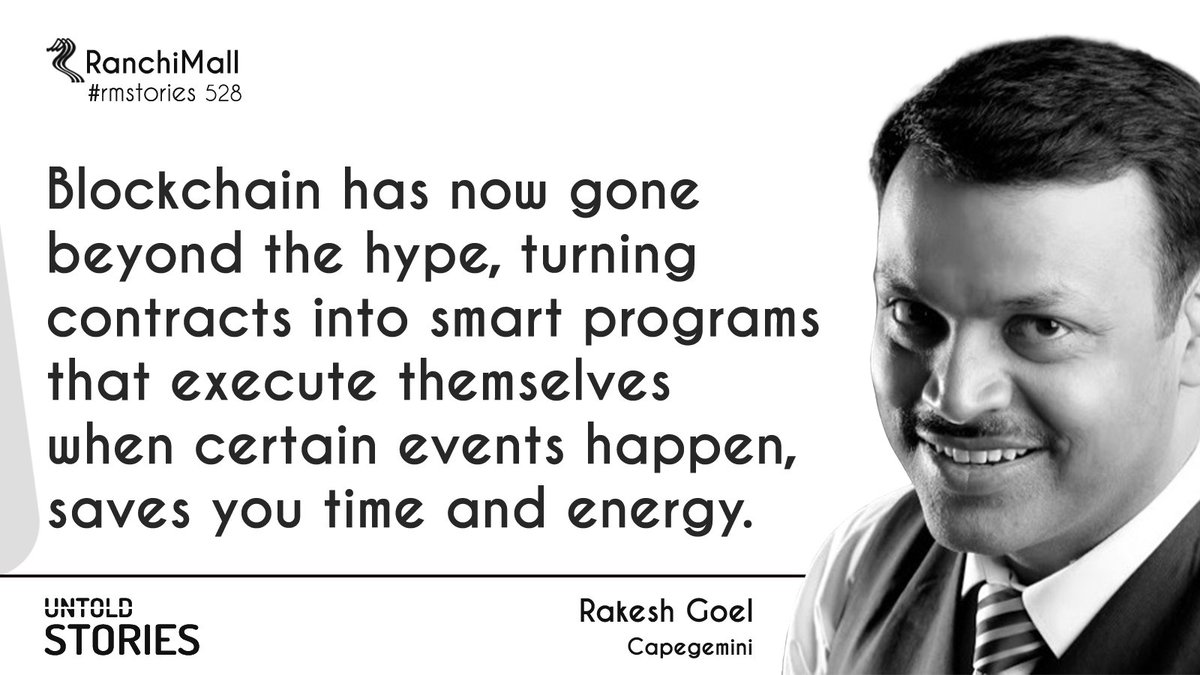 RanchiMall
#rmstories 528
Blockchain has now gone
beyond the hype, turning
contracts into smart programs
that execute themselves
when certain events happen,
saves you time and energy.
UNTOLD
STORIES
Rakesh Goel
Capegemini